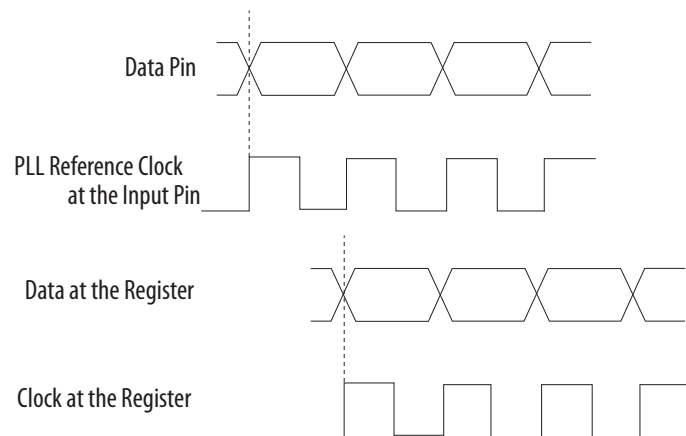 Data Pin
PLL Reference Clock
at the Input Pin
Data at the Register
Clock at the Register